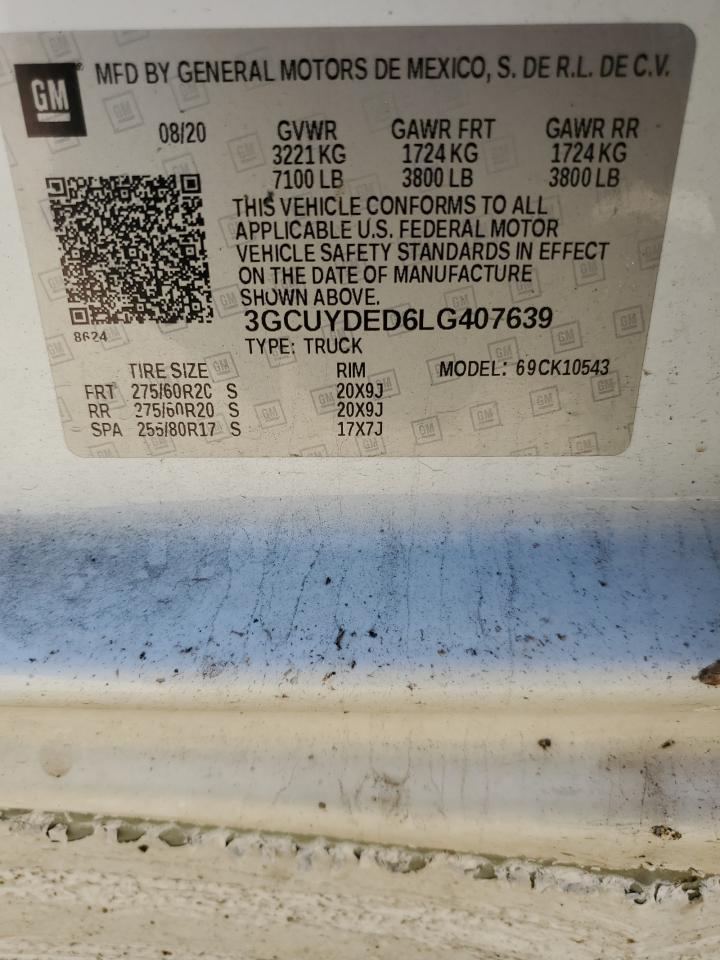 GM MFD BY GENERAL MOTORS DE MEXICO, S. DE R.L. DE C.V.
08/20 GVWR GAWR FRT GAWR RR
3221 KG 1724 KG 1724 KG
7100 LB 3800 LB 3800 LB
THIS VEHICLE CONFORMS TO ALL
APPLICABLE U.S. FEDERAL MOTOR
VEHICLE SAFETY STANDARDS IN EFFECT
ON THE DATE OF MANUFACTURE
SHOWN ABOVE.
3GCUYDED6LG407639
8624
TYPE: TRUCK
TIRE SIZE RIM MODEL: 69CK10543
FRT 275/60R20 S 20X9J
RR 275/60R20 S 20X9J
SPA 255/80R17 S 17X7J